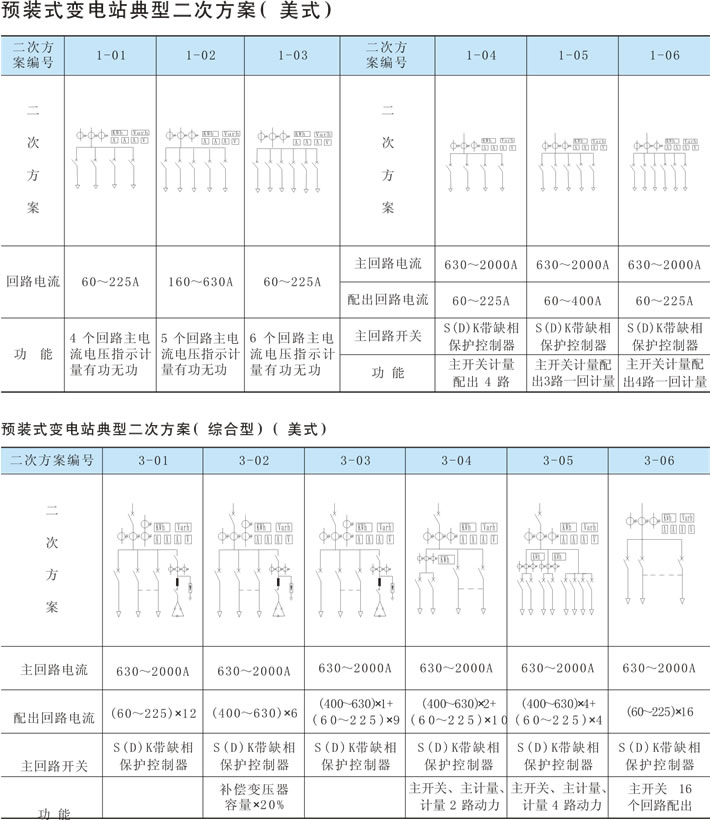 预装式变电站典型二次方案( 美式)
二次方案编号 1-01 1-02 1-03 二次方案编号 1-04 1-05 1-06
二次方案
KWh Varh A A A V
KWh Varh A A A V
KWh Varh A A A V
二次方案
KWh Varh A A A V
KWh Varh A A A V
KWh Varh A A A V
回路电流 60～225A 160～630A 60～225A
主回路电流 630～2000A 630～2000A 630～2000A
配出回路电流 60～225A 60～400A 60～225A
功 能
4 个回路主电
流电压指示计
量有功无功
5 个回路主电
流电压指示计
量有功无功
6 个回路主电
流电压指示计
量有功无功
主回路开关
S(D)K带缺相
保护控制器
S(D)K带缺相
保护控制器
S(D)K带缺相
保护控制器
功 能
主开关计量
配出 4 路
主开关计量配
出3路一回计量
主开关计量配
出4路一回计量
预装式变电站典型二次方案( 综合型) ( 美式)
二次方案编号 3-01 3-02 3-03 3-04 3-05 3-06
二次方案
KWh Varh A A A V
KWh Varh A A A V
KWh Varh A A A V
KWh Varh A A A V
KWh
KWh Varh A A A V
KWh KWh
KWh Varh A A A V
主回路电流 630～2000A 630～2000A 630～2000A 630～2000A 630～2000A 630～2000A
配出回路电流 (60～225)×12 (400～630)×6
(400～630)×1+
(60～225)×9
(400～630)×2+
(60～225)×10
(400～630)×4+
(60～225)×4
(60～225)×16
主回路开关
S(D)K带缺相
保护控制器
S(D)K带缺相
保护控制器
S(D)K带缺相
保护控制器
S(D)K带缺相
保护控制器
S(D)K带缺相
保护控制器
S(D)K带缺相
保护控制器
功 能
补偿变压器
容量×20%
主开关、主计量、
计量 2 路动力
主开关、主计量、
计量 4 路动力
主开关 16
个回路配出